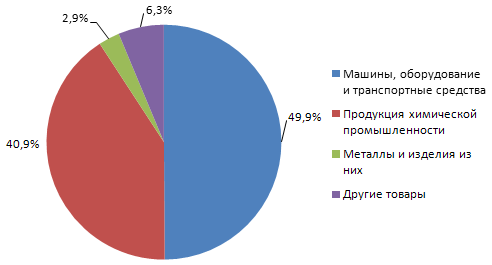 6,3%
2,9%
49,9%
40,9%
Машины, оборудование
и транспортные средства
Продукция химической
промышленности
Металлы и изделия из
них
Другие товары